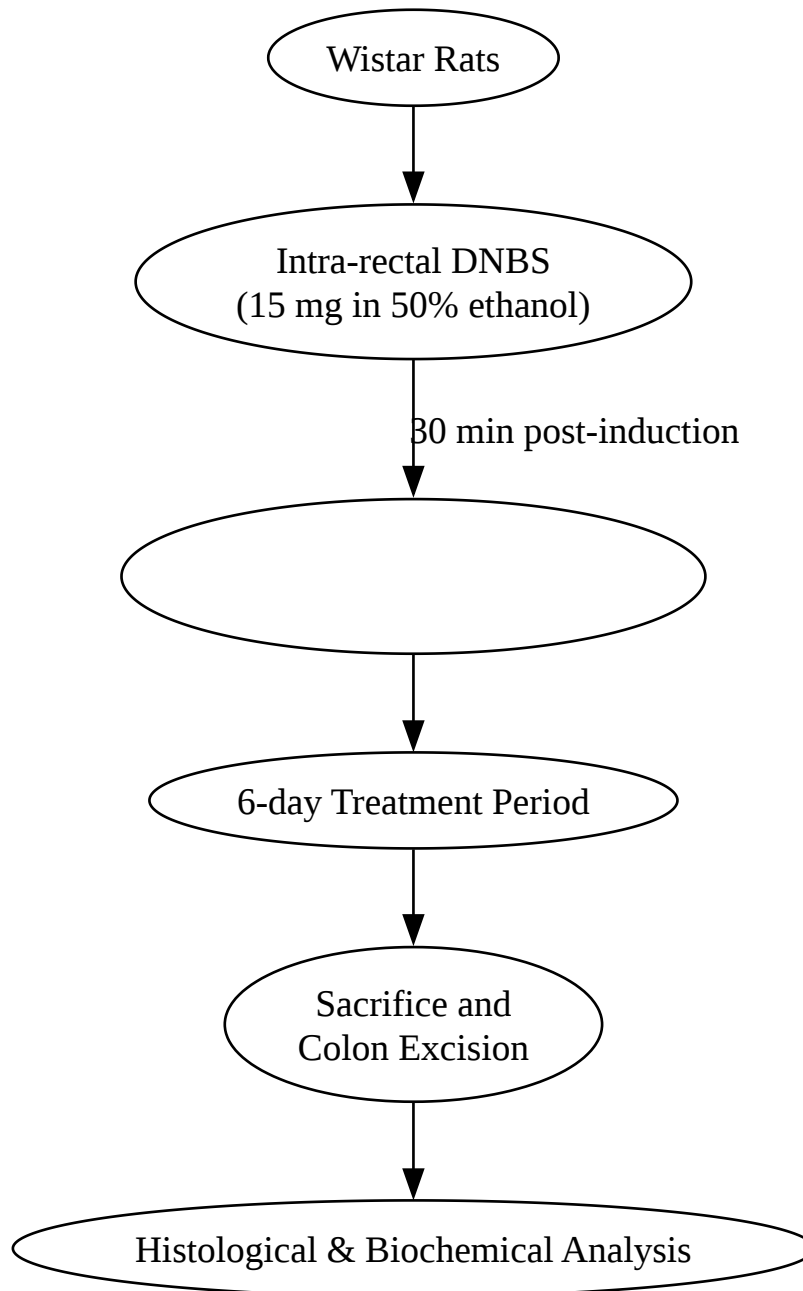 Wistar Rats
Intra-rectal DNBS
(15 mg in 50% ethanol)
30 min post-induction
6-day Treatment Period
Sacrifice and
Colon Excision
Histological & Biochemical Analysis